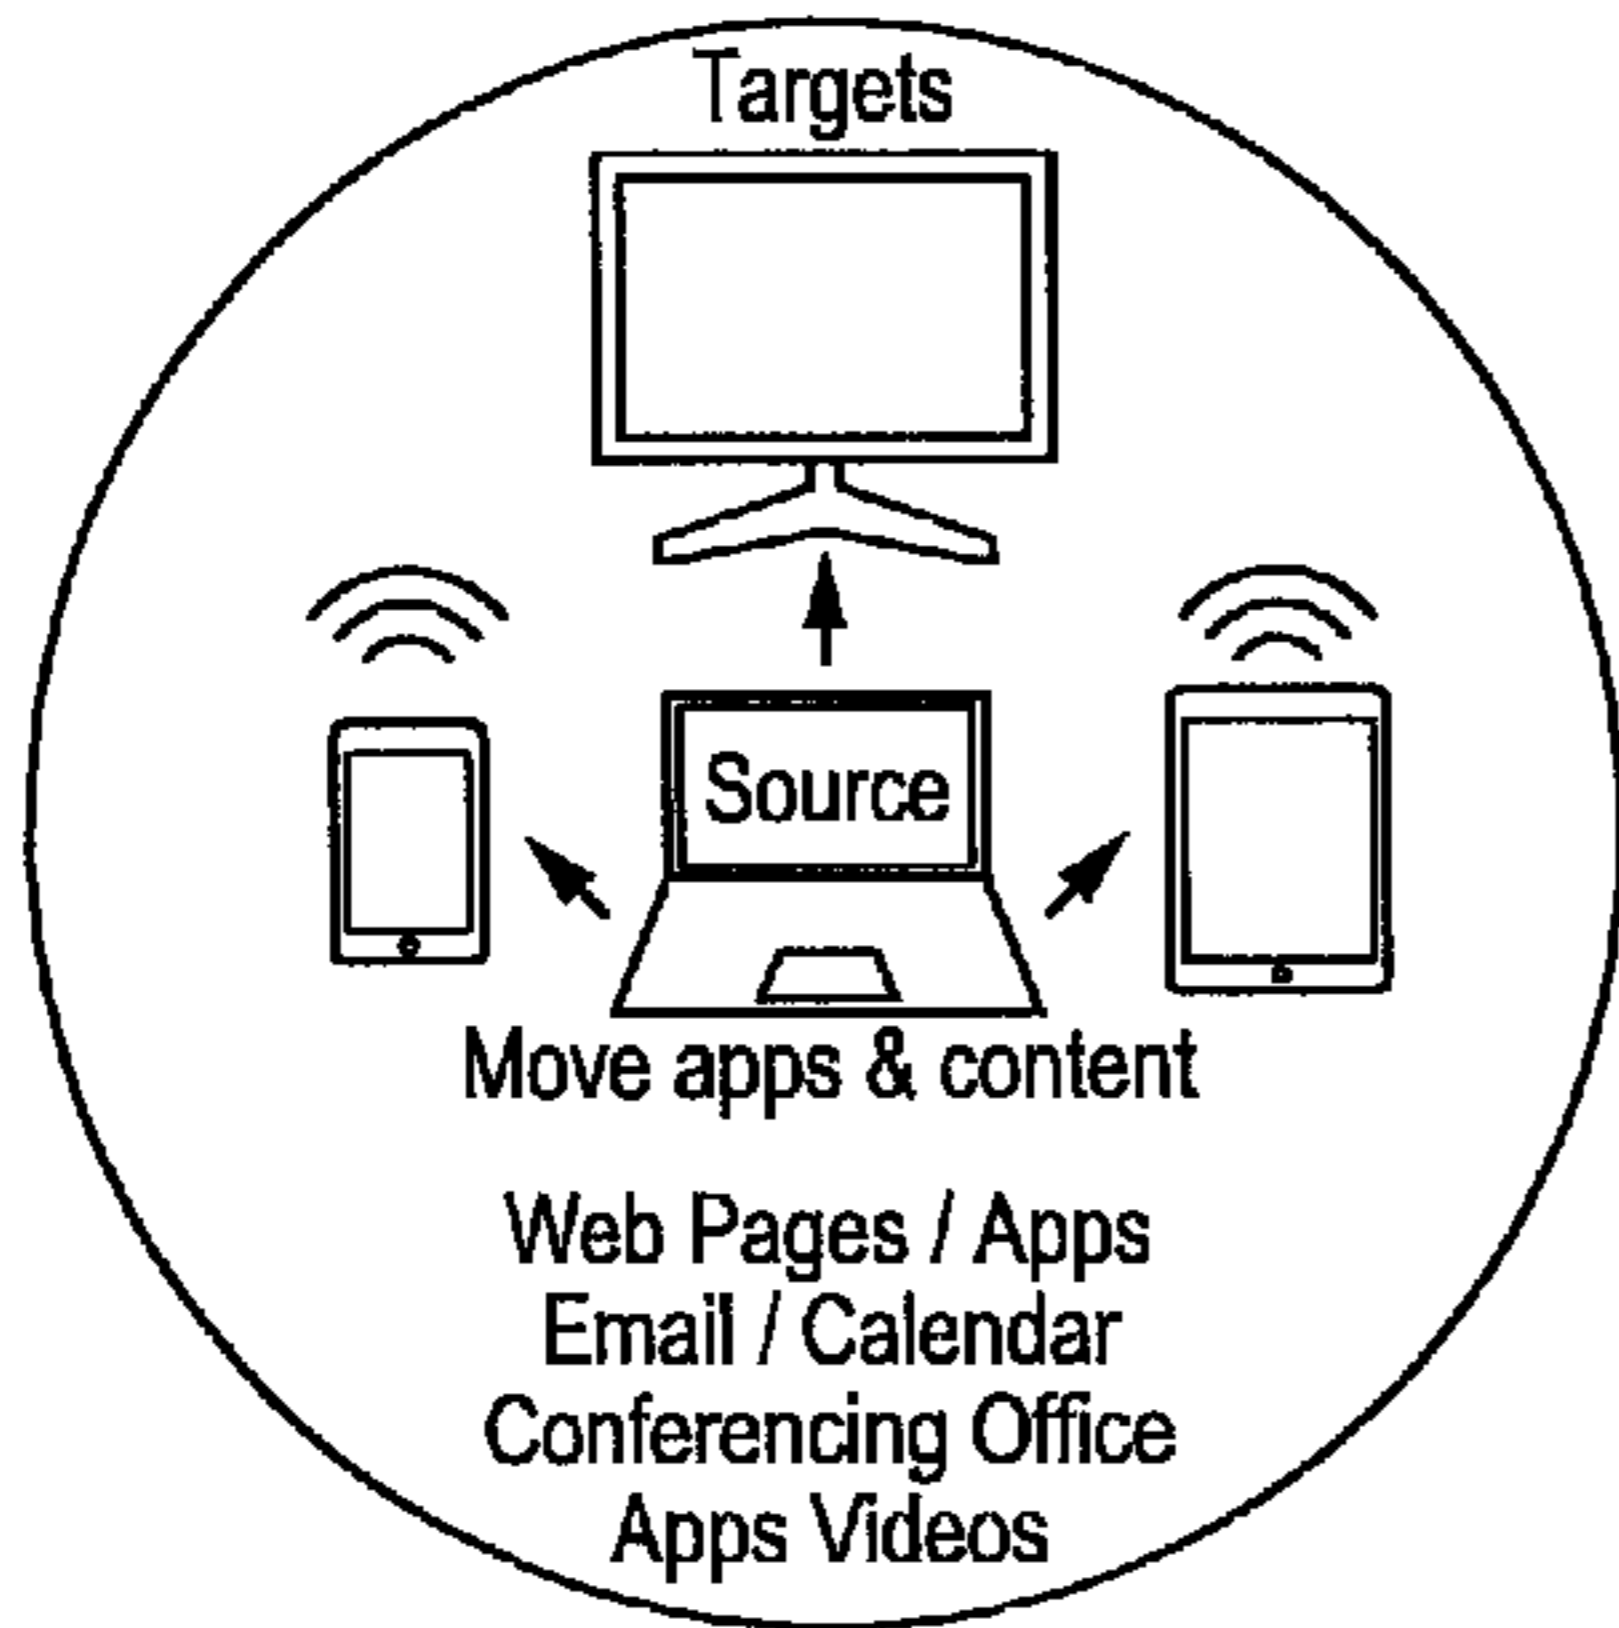 Targets
Source
Move apps & content
Web Pages / Apps
Email / Calendar
Conferencing Office
Apps Videos